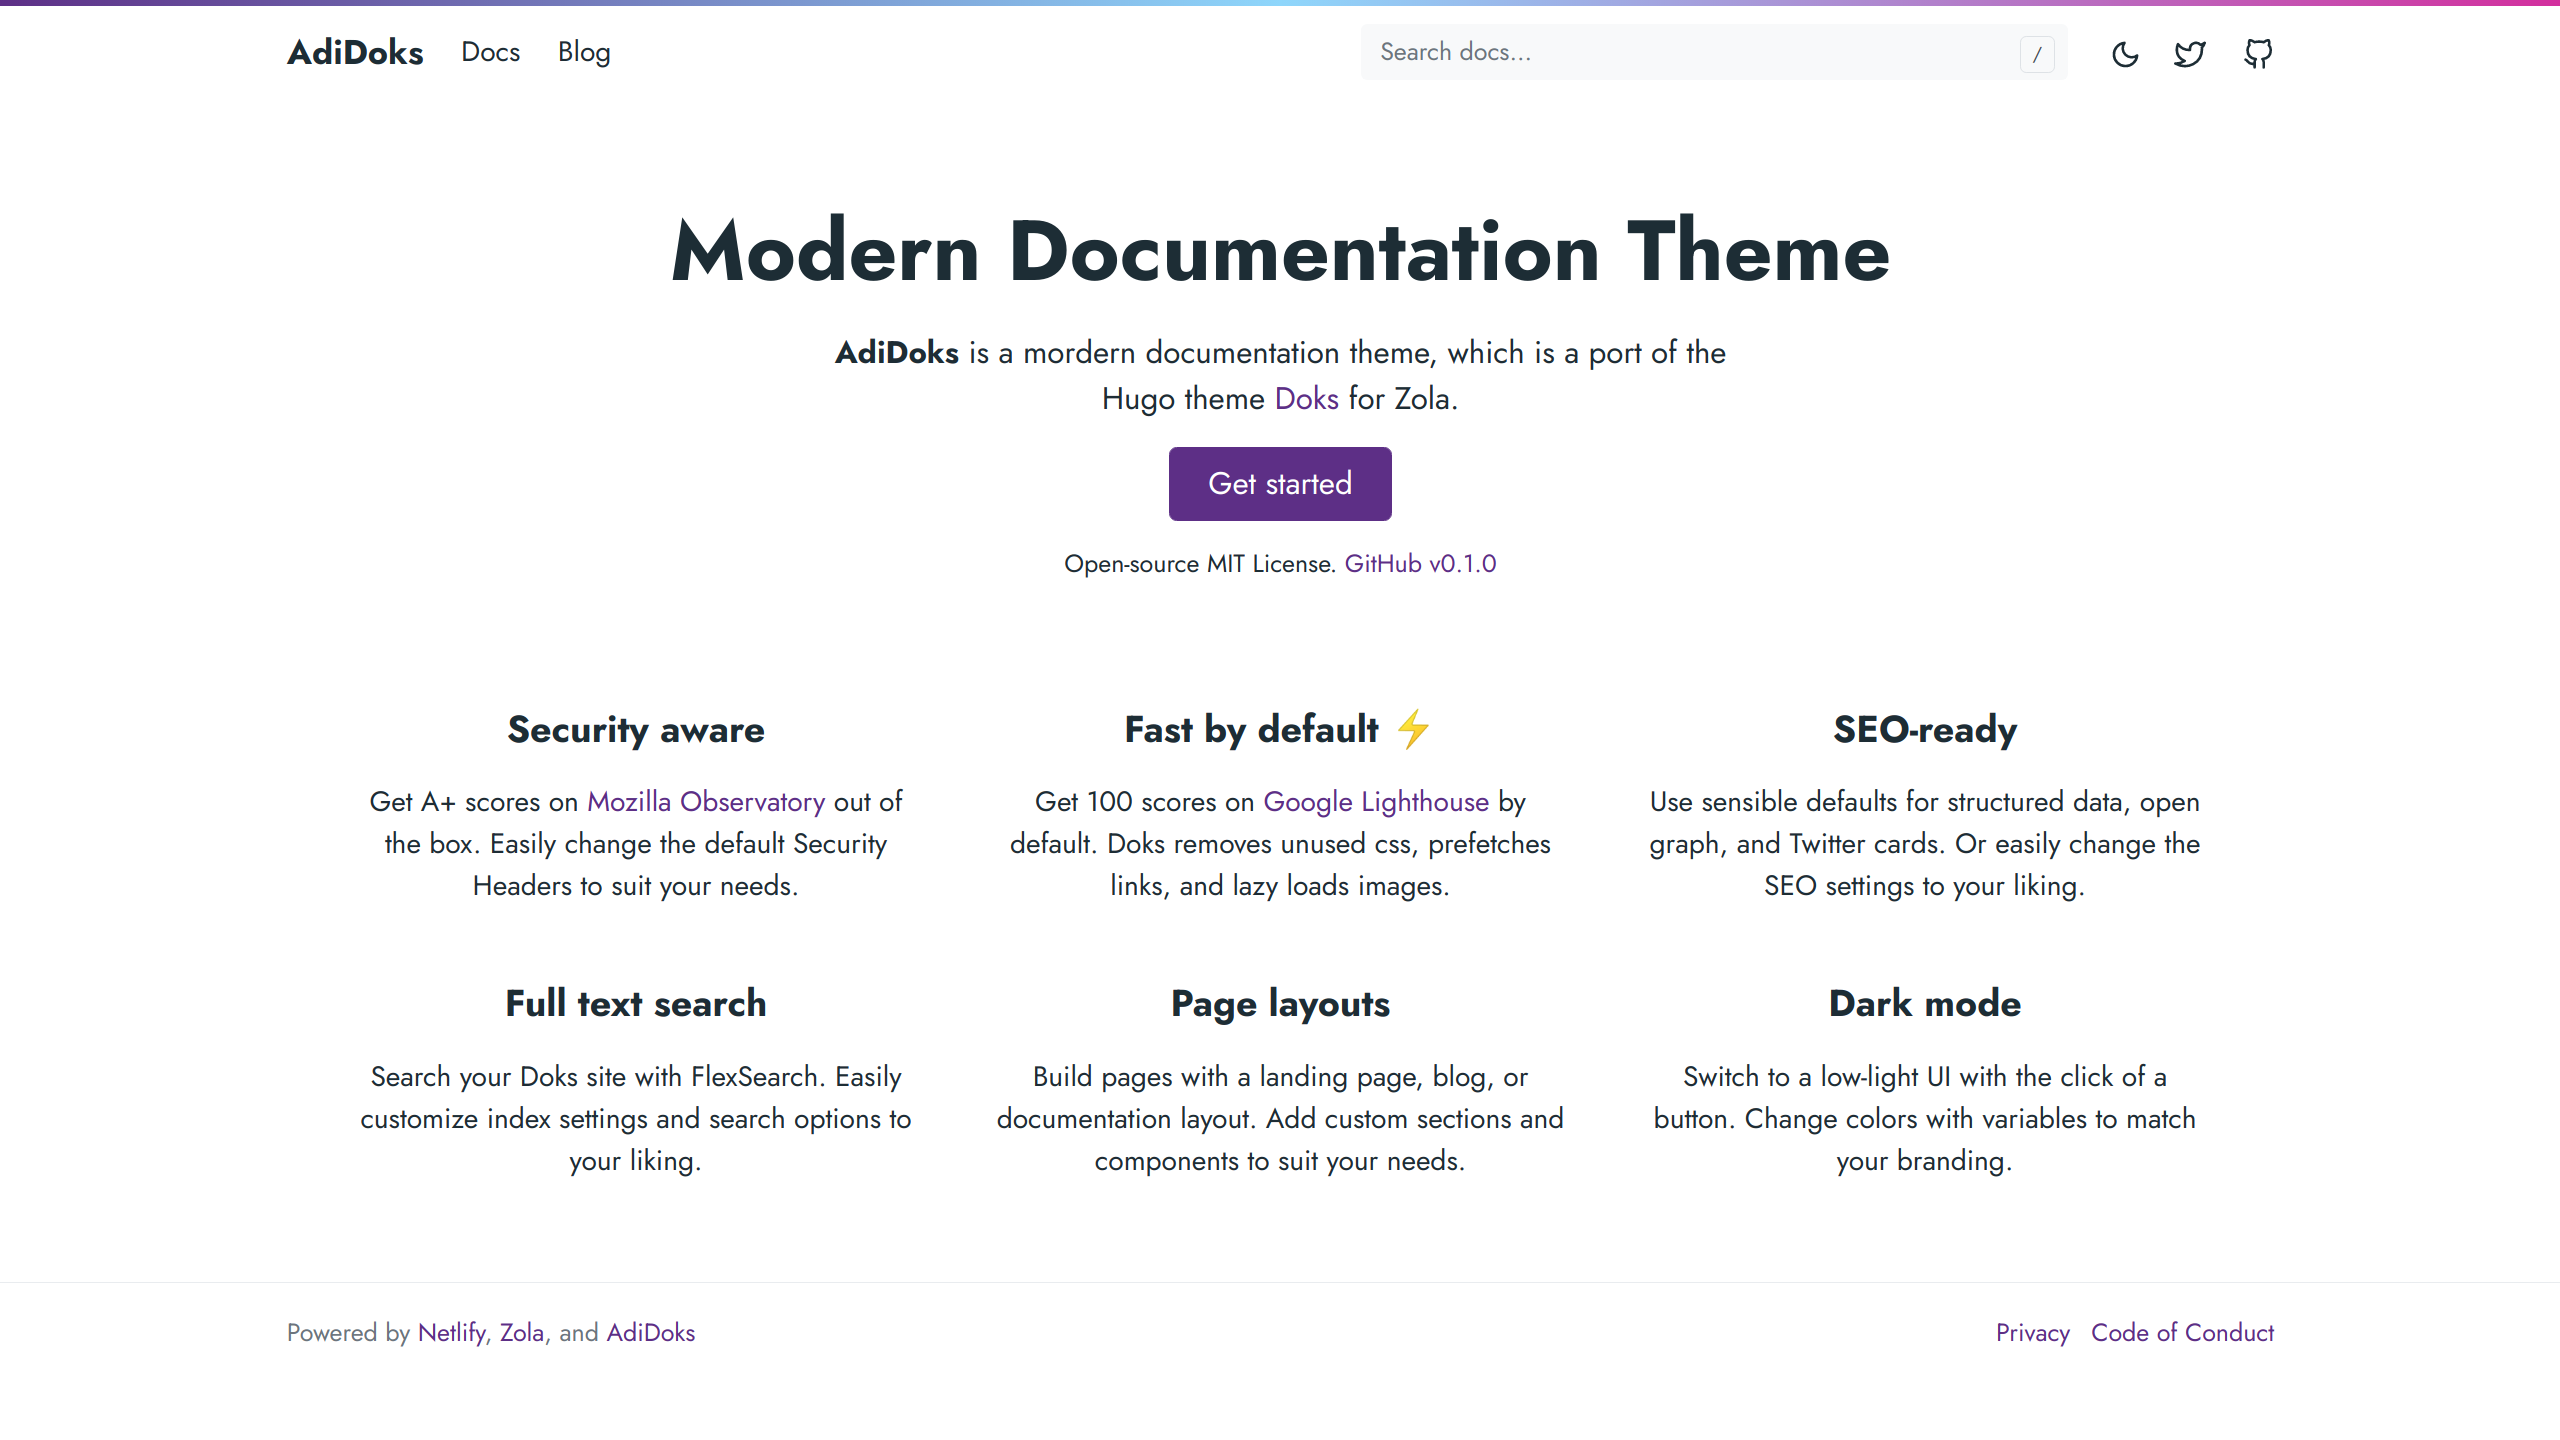 AdiDoks Docs Blog Search docs... /
Modern Documentation Theme
AdiDoks is a mordern documentation theme, which is a port of the
Hugo theme Doks for Zola.
Get started
Open-source MIT License. GitHub v0.1.0
Security aware
Get A+ scores on Mozilla Observatory out of
the box. Easily change the default Security
Headers to suit your needs.
Fast by default ⚡
Get 100 scores on Google Lighthouse by
default. Doks removes unused css, prefetches
links, and lazy loads images.
SEO-ready
Use sensible defaults for structured data, open
graph, and Twitter cards. Or easily change the
SEO settings to your liking.
Full text search
Search your Doks site with FlexSearch. Easily
customize index settings and search options to
your liking.
Page layouts
Build pages with a landing page, blog, or
documentation layout. Add custom sections and
components to suit your needs.
Dark mode
Switch to a low-light UI with the click of a
button. Change colors with variables to match
your branding.
Powered by Netlify, Zola, and AdiDoks
Privacy Code of Conduct